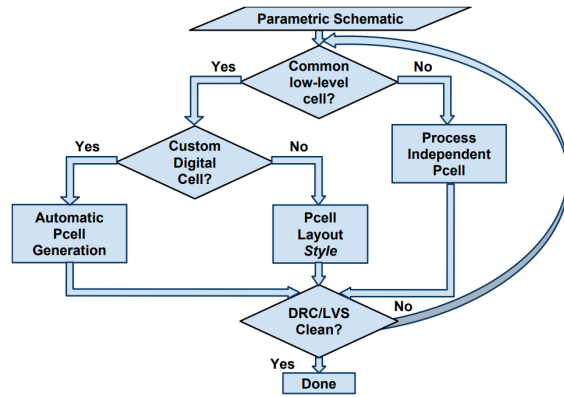 Parametric Schematic
Yes
Common
low-level
cell?
No
Yes
Custom
Digital
Cell?
No
Process
Independent
Pcell
Automatic
Pcell
Generation
Pcell
Layout
Style
DRC/LVS
Clean?
No
Yes
Done